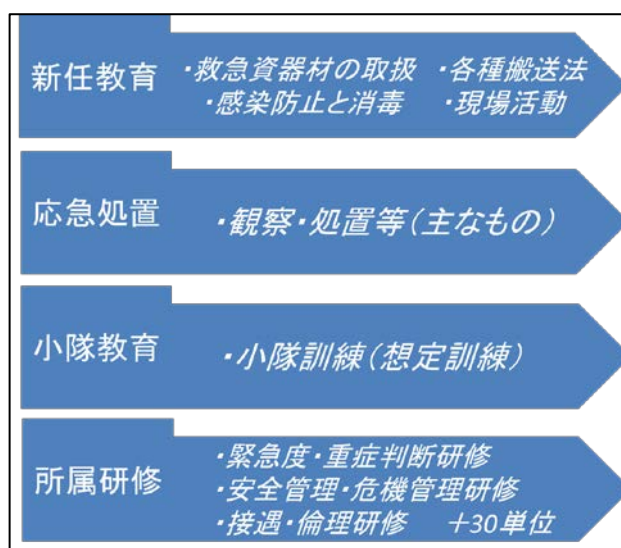 新任教育
・救急資器材の取扱 ・各種搬送法
・感染防止と消毒 ・現場活動
応急処置
・観察・処置等（主なもの）
小隊教育
・小隊訓練（想定訓練）
所属研修
・緊急度・重症判断研修
・安全管理・危機管理研修
・接遇・倫理研修 ＋30単位